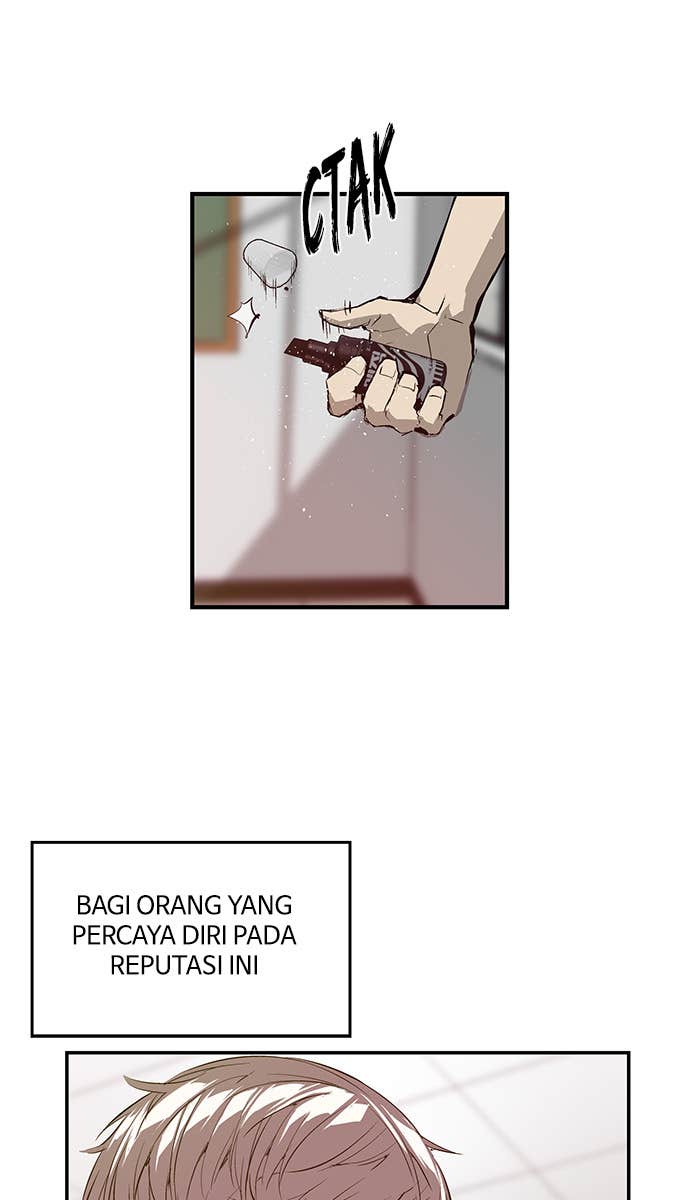 CTAK
BAGI ORANG YANG
PERCAYA DIRI PADA
REPUTASI INI